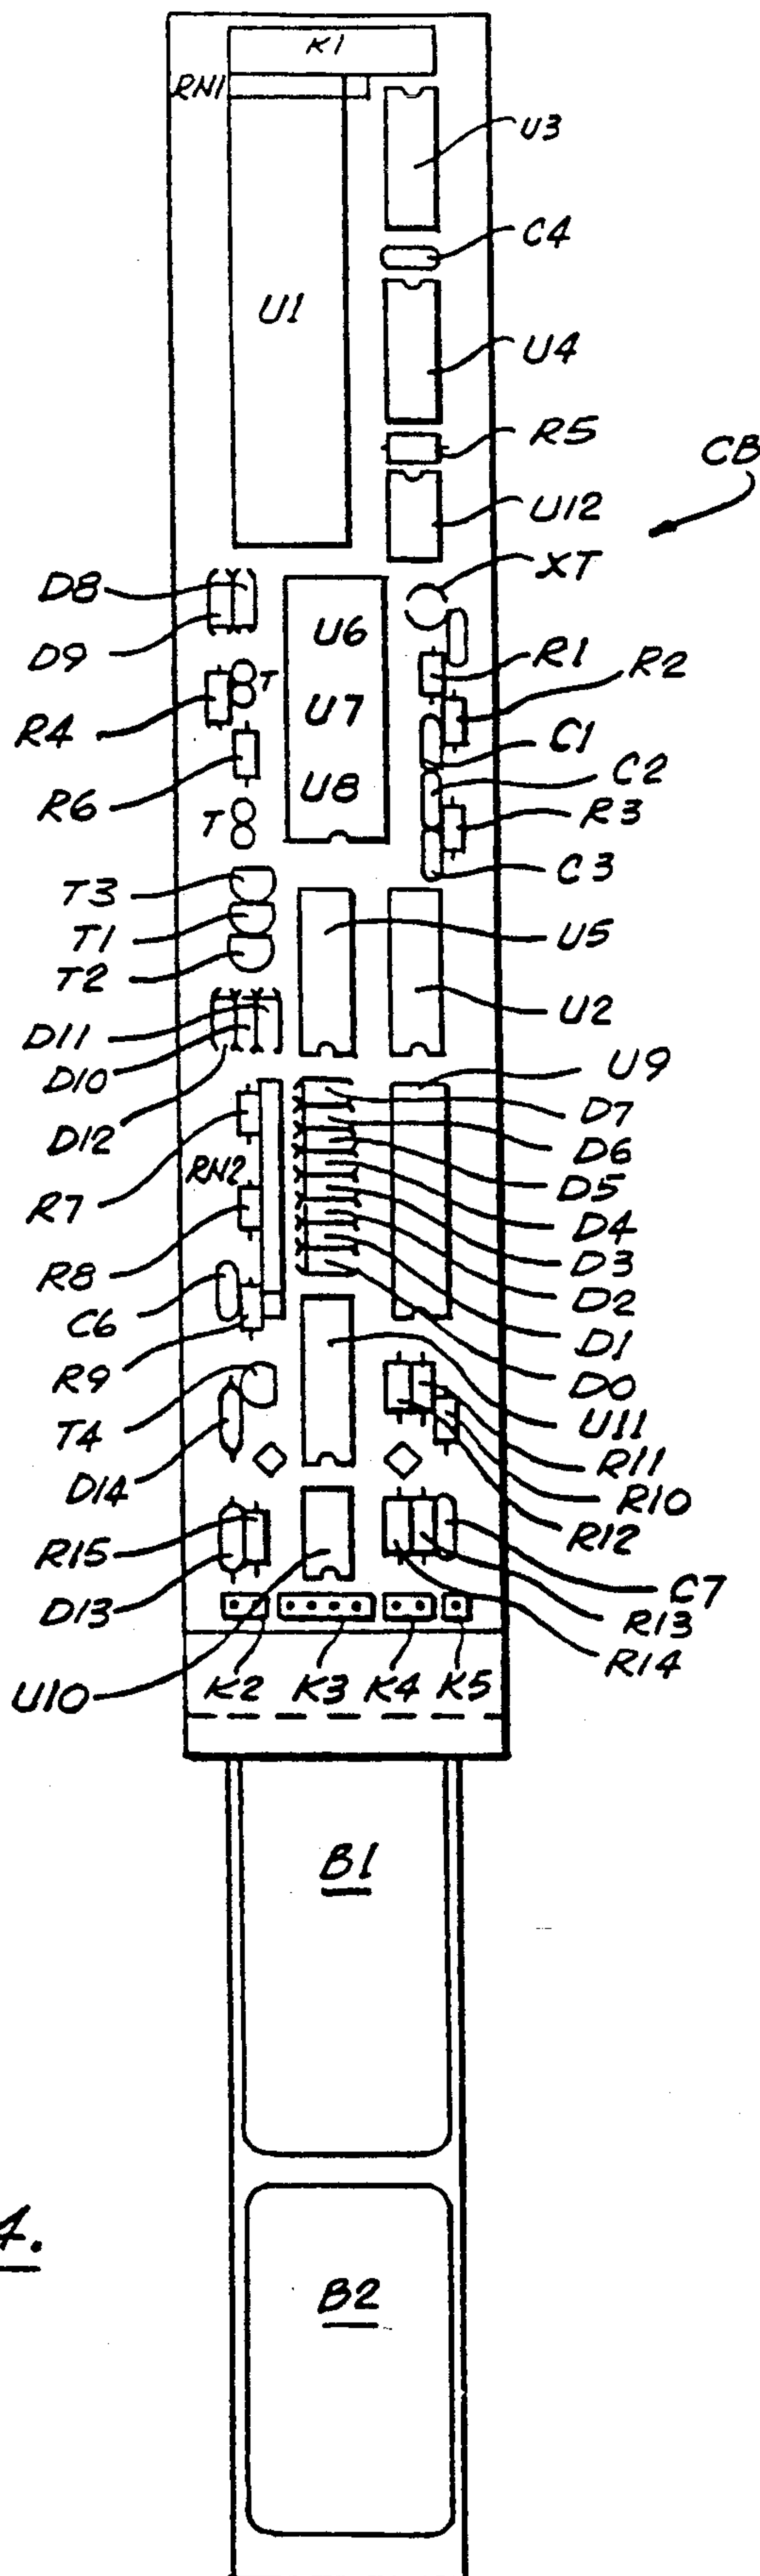 K1
RN1
U3
C4
U1
U4
R5
CB
U12
XT
D8
U6
D9
R1
R2
T
R4
U7
C1
C2
R6
U8
R3
T
C3
T3
T1
U5
T2
U2
D11
D10
U9
D12
D7
D6
RN2
D5
R7
D4
R8
D3
C6
D2
D1
R9
D0
T4
U11
D14
R11
R10
R12
R15
C7
D13
R13
R14
U10
K2 K3 K4 K5
B1
4.
B2